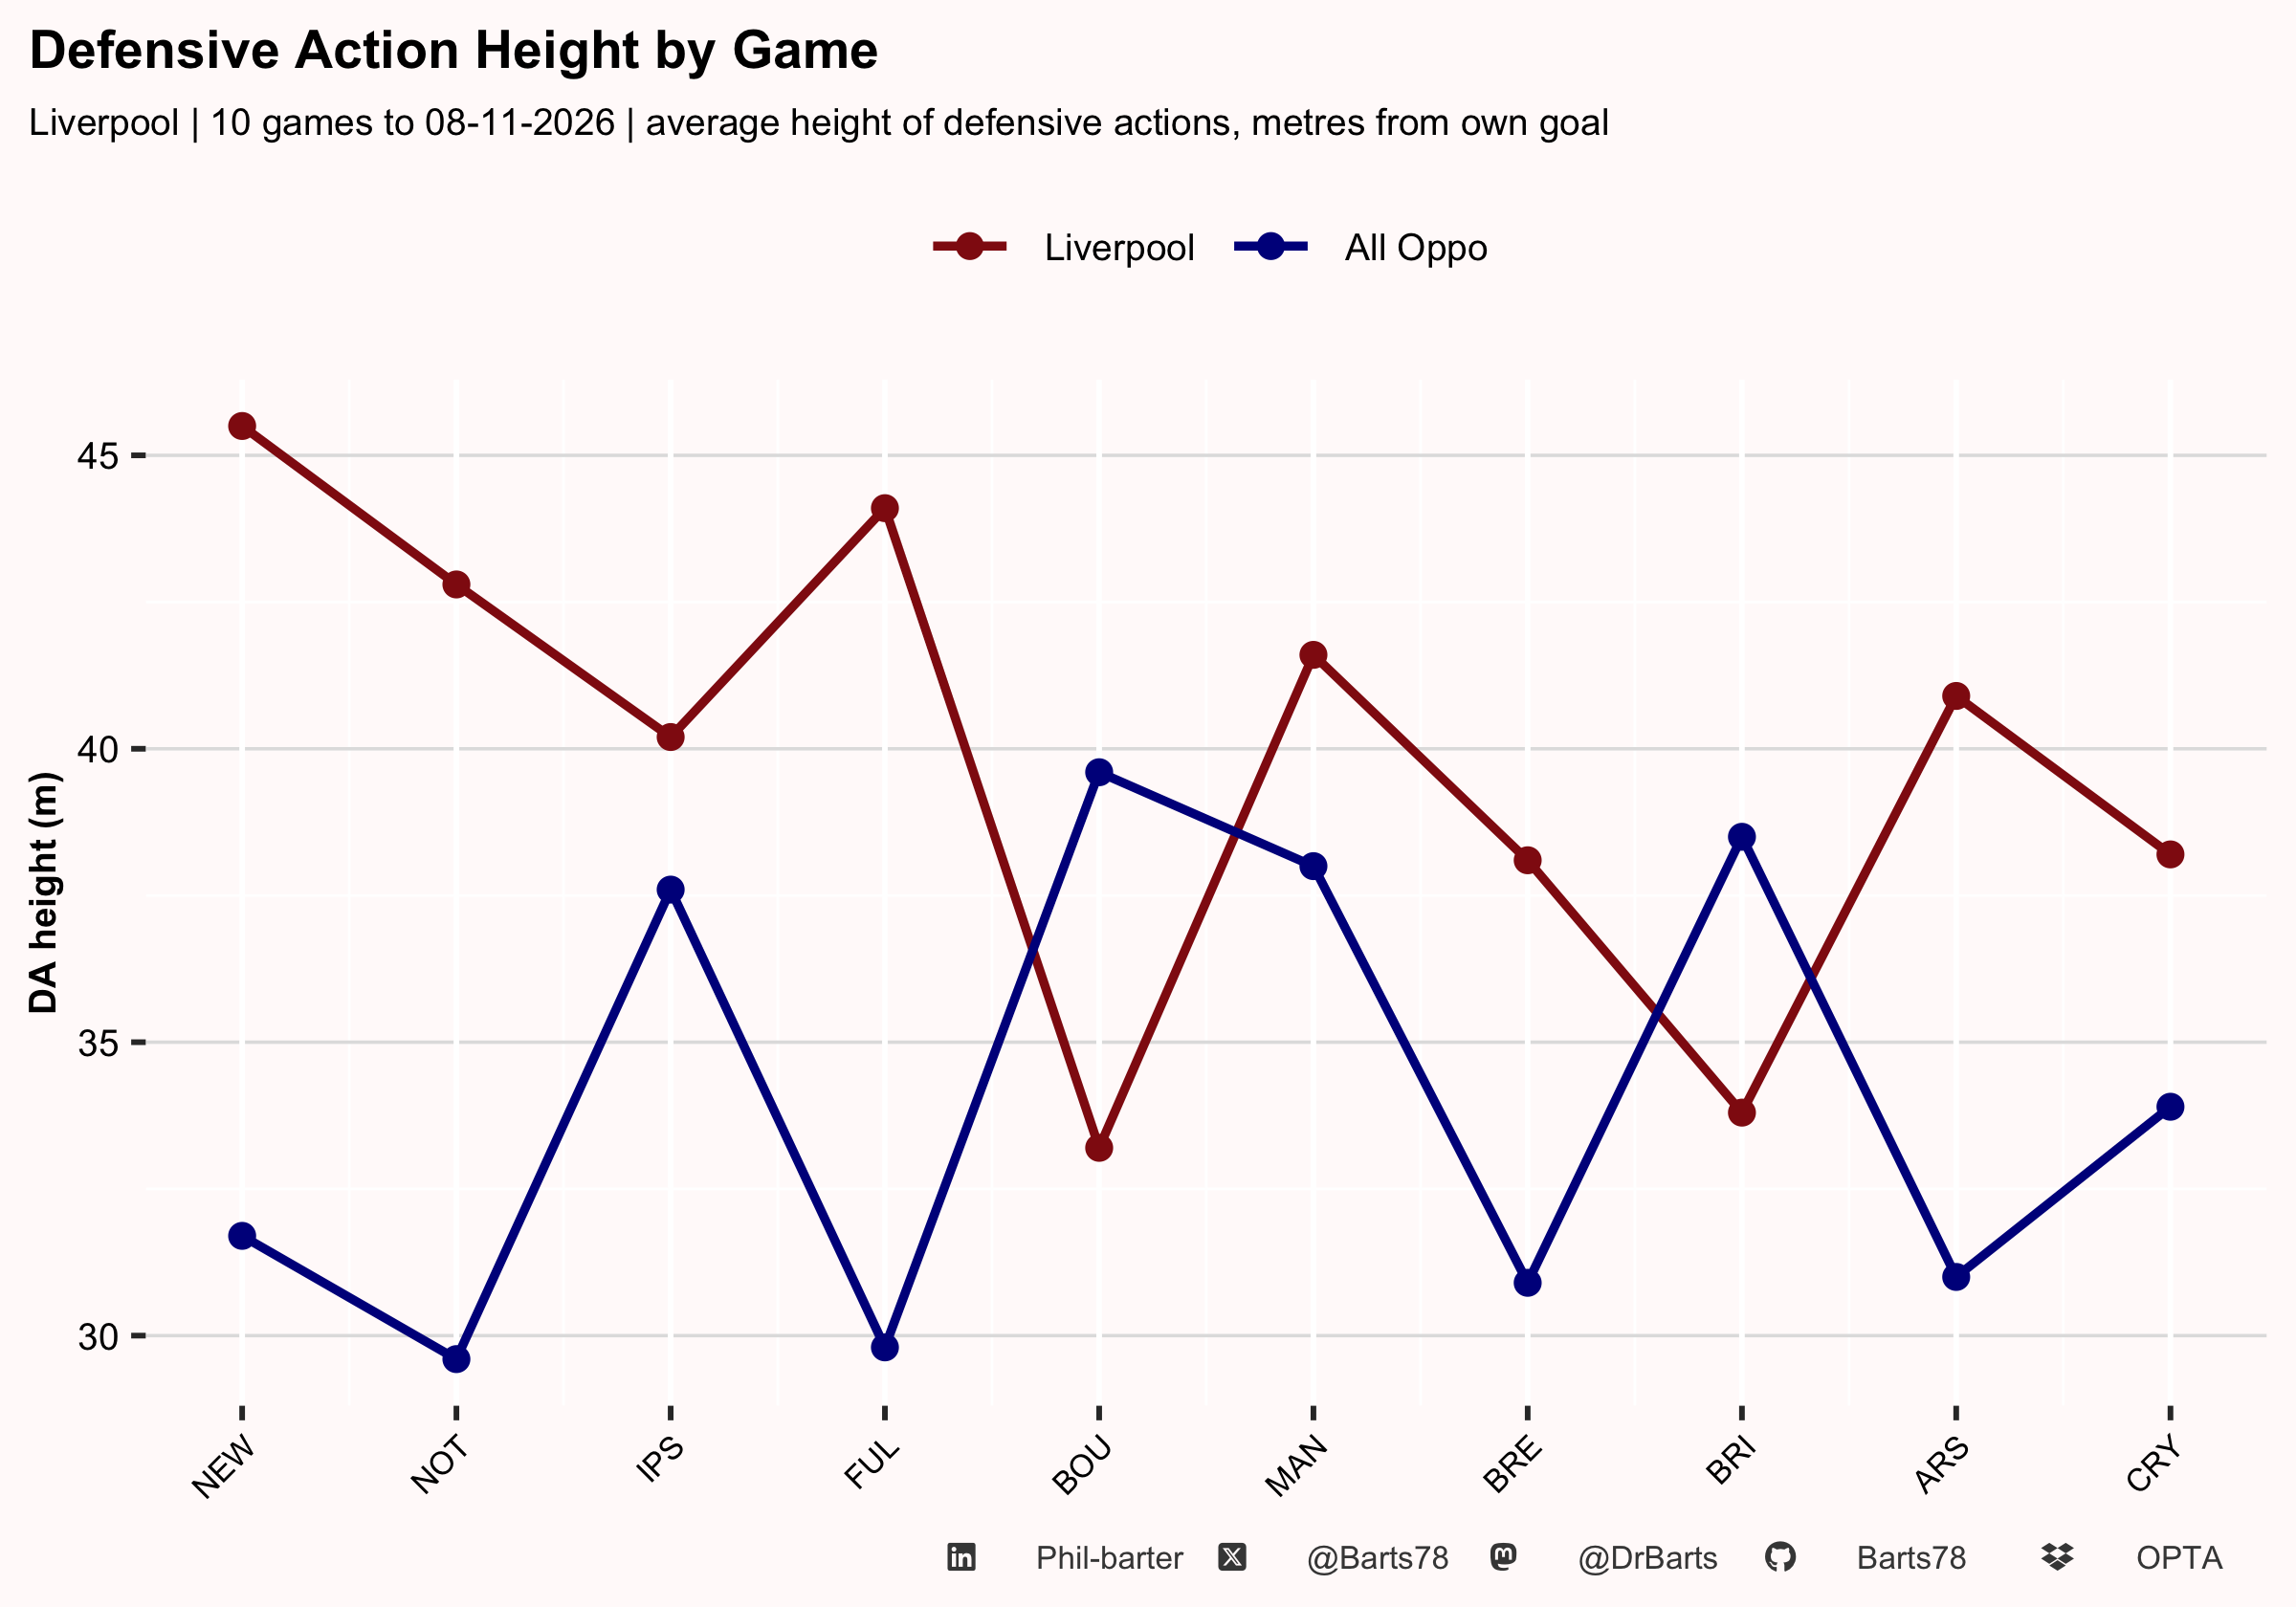 Defensive Action Height by Game
Liverpool | 10 games to 08-11-2026 | average height of defensive actions, metres from own goal
Liverpool All Oppo
DA height (m)
45
40
35
30
NEW NOT IPS FUL BOU MAN BRE BRI ARS CRY
Phil-barter @Barts78 @DrBarts Barts78 OPTA